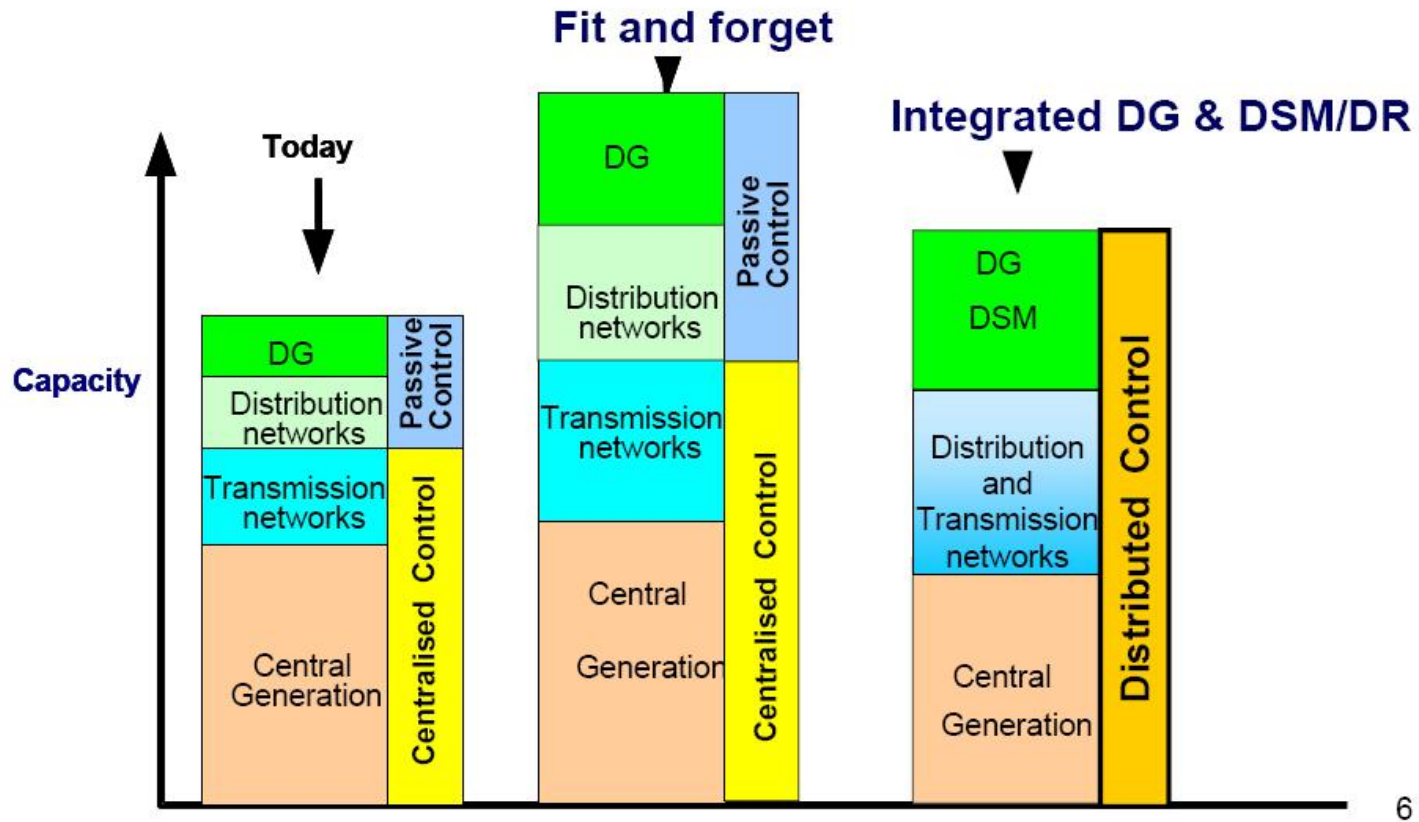 Fit and forget
Integrated DG & DSM/DR
Today
Capacity
DG
Distribution
networks
Transmission
networks
Central
Generation
Passive
Control
Centralised Control
DG
Distribution
networks
Transmission
networks
Central
Generation
Passive
Control
Centralised Control
DG
DSM
Distribution
and
Transmission
networks
Central
Generation
Distributed Control
6